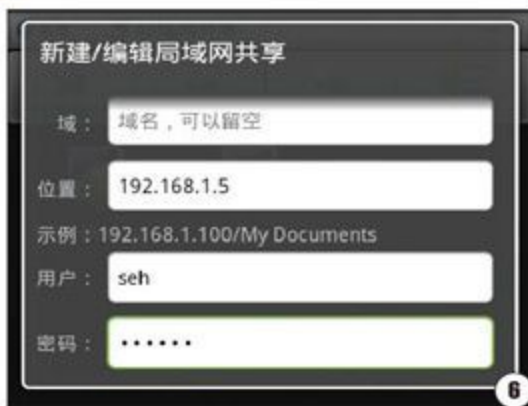 新建/编辑局域网共享
域： 域名，可以留空
位置： 192.168.1.5
示例：192.168.1.100/My Documents
用户： seh
密码： ••••••
6